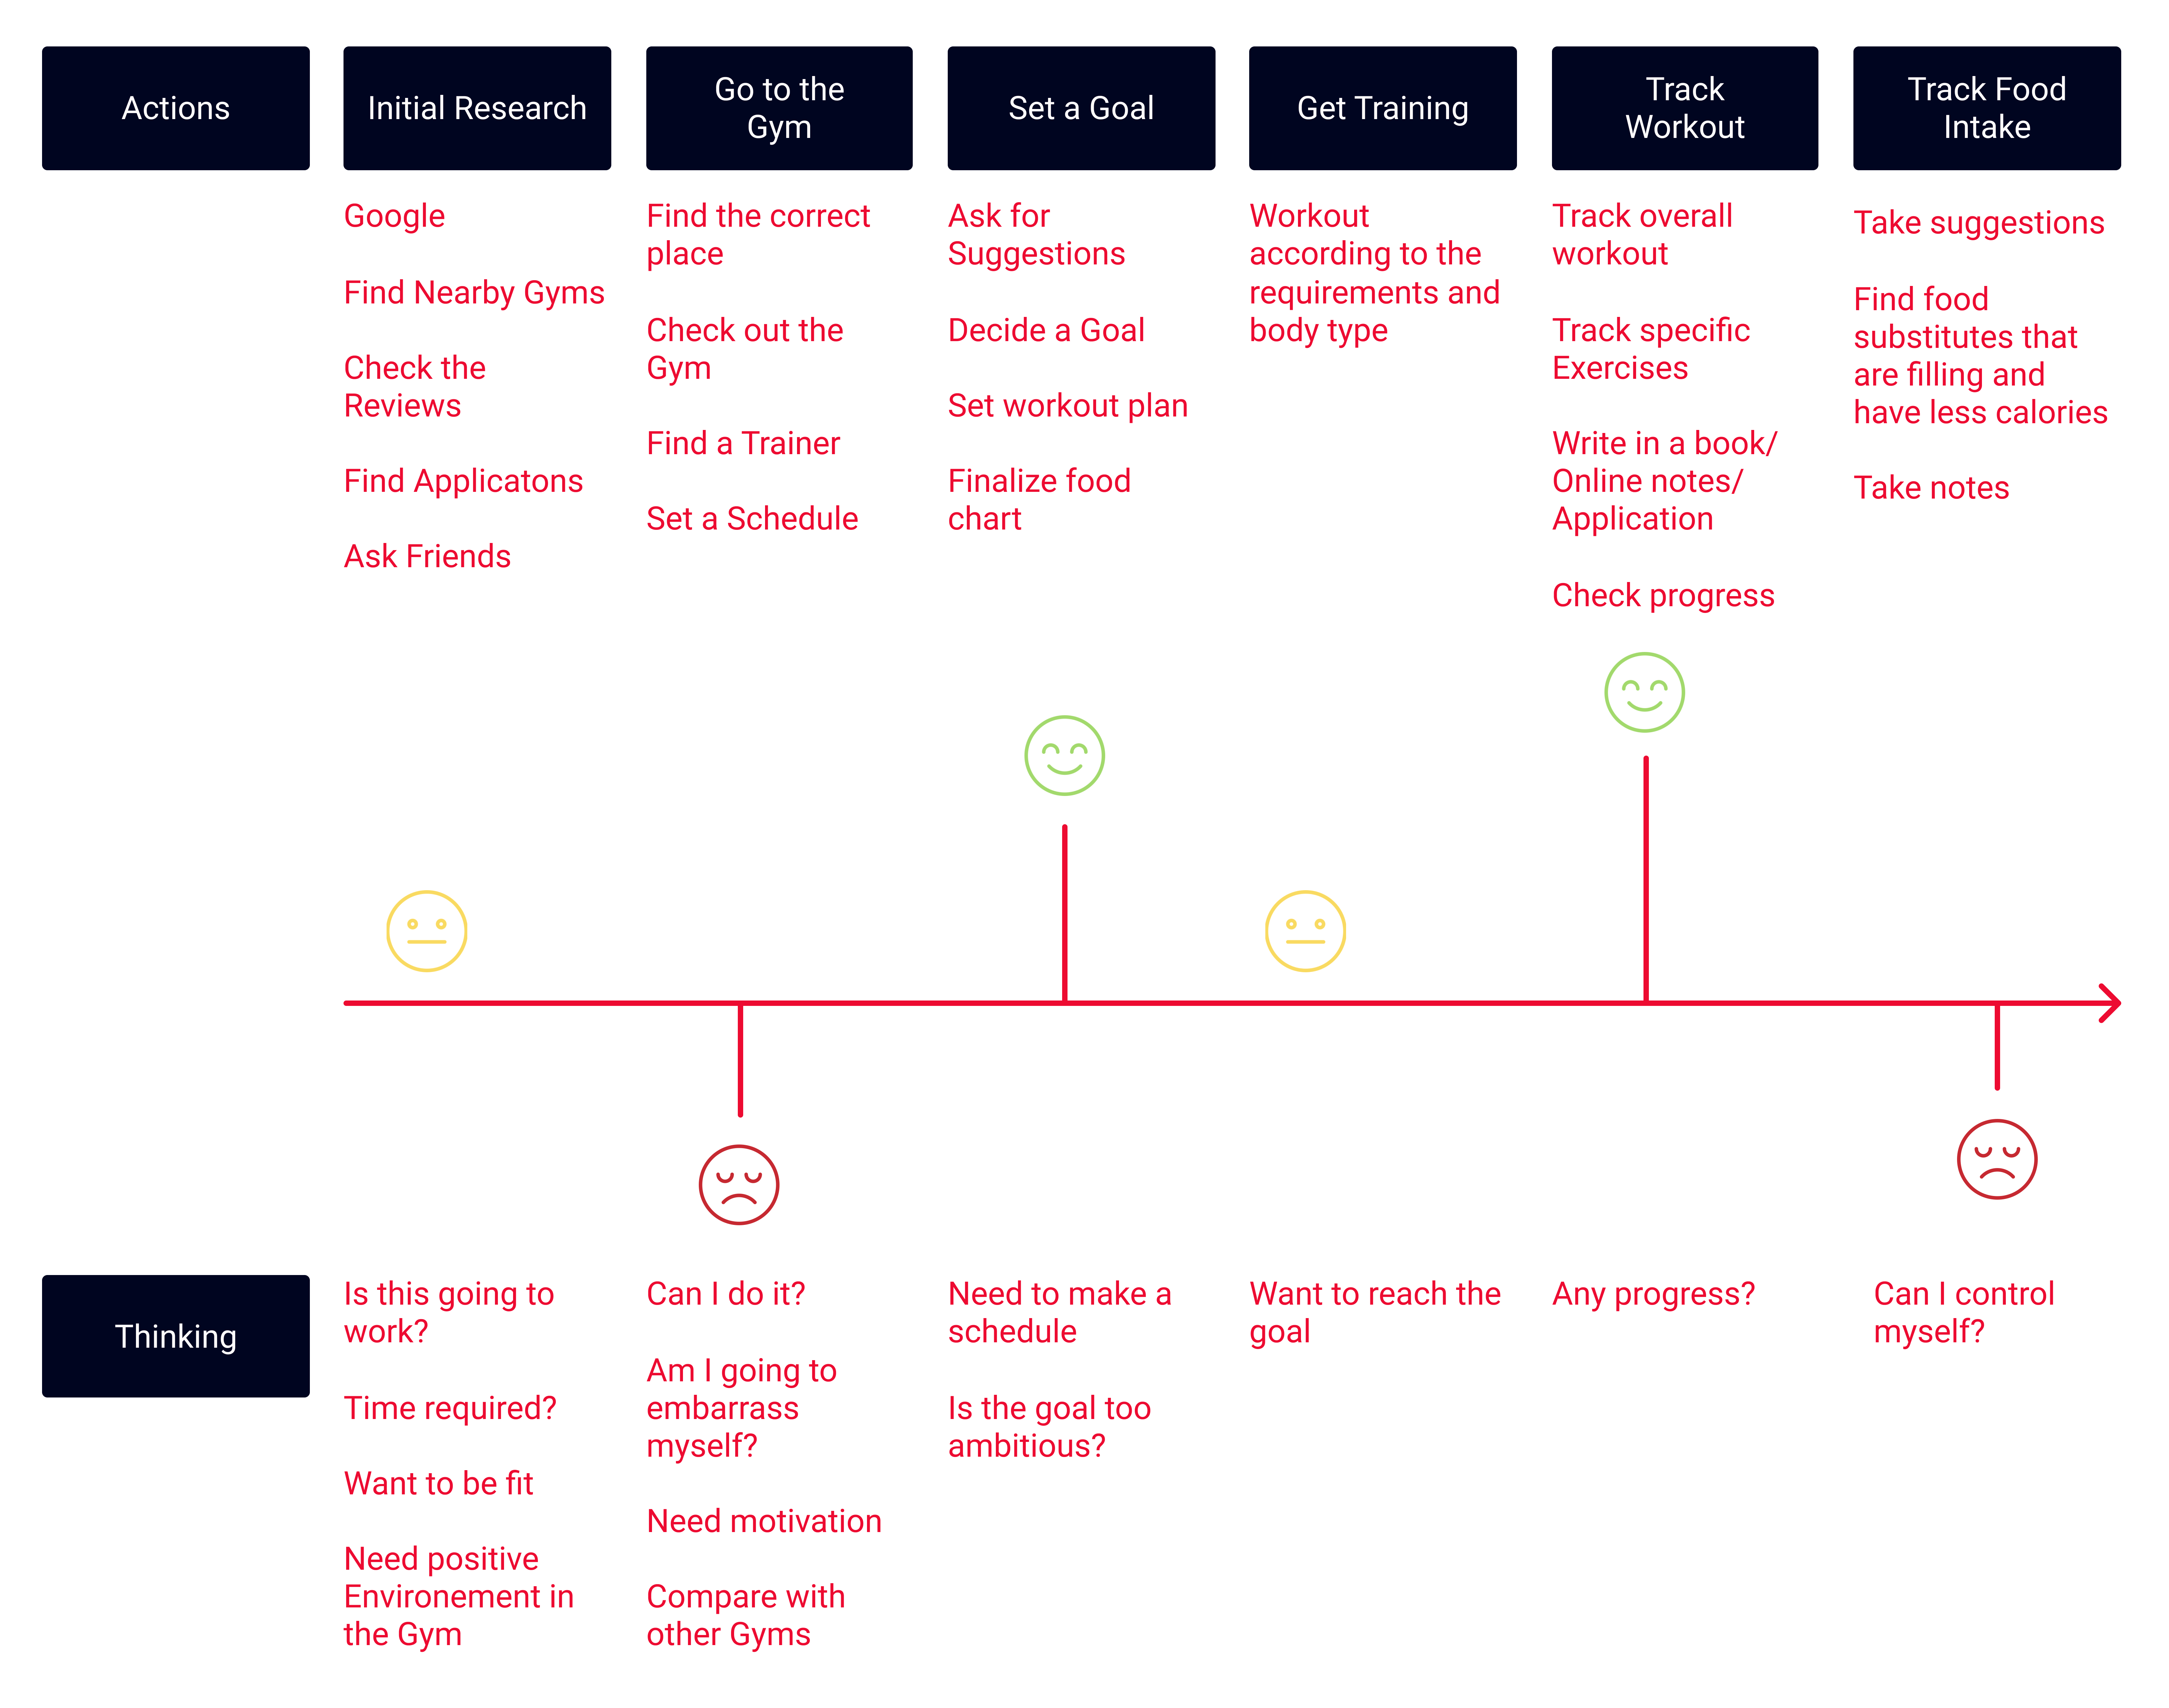 Actions
Initial Research
Go to the
Gym
Set a Goal
Get Training
Track
Workout
Track Food
Intake
Google
Find Nearby Gyms
Check the
Reviews
Find Applicatons
Ask Friends
Find the correct
place
Check out the
Gym
Find a Trainer
Set a Schedule
Ask for
Suggestions
Decide a Goal
Set workout plan
Finalize food
chart
Workout
according to the
requirements and
body type
Track overall
workout
Track specific
Exercises
Write in a book/
Online notes/
Application
Check progress
Take suggestions
Find food
substitutes that
are filling and
have less calories
Take notes
Thinking
Is this going to
work?
Time required?
Want to be fit
Need positive
Environement in
the Gym
Can I do it?
Am I going to
embarrass
myself?
Need motivation
Compare with
other Gyms
Need to make a
schedule
Is the goal too
ambitious?
Want to reach the
goal
Any progress?
Can I control
myself?